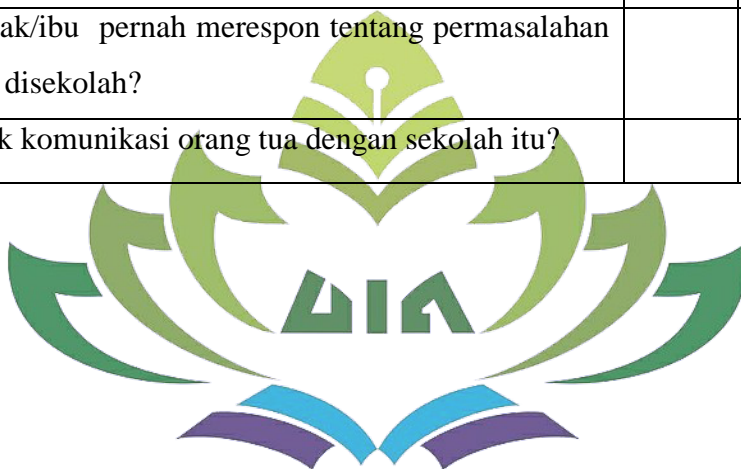 ak/ibu pernah merespon tentang permasalahan
disekolah?
k komunikasi orang tua dengan sekolah itu?
UIN